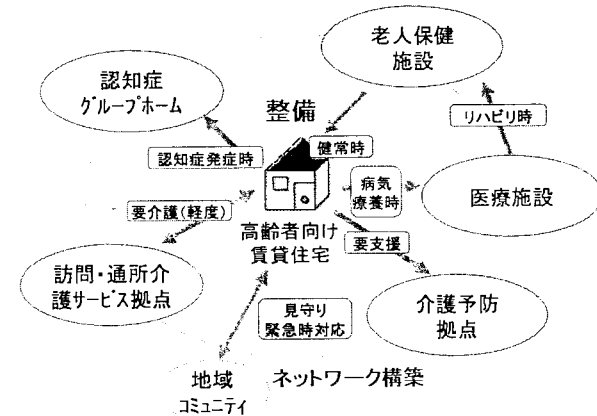 老人保健
施設
認知症
グループホーム
整備
リハビリ時
健常時
認知症発症時
病気
療養時
医療施設
要介護(軽度)
高齢者向け
賃貸住宅
要支援
訪問・通所介
護サービス拠点
介護予防
拠点
見守り
緊急時対応
地域
コミュニティ
ネットワーク構築